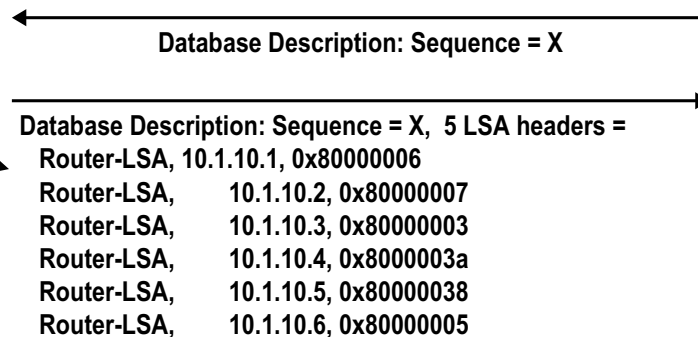 Database Description: Sequence = X
Database Description: Sequence = X, 5 LSA headers =
Router-LSA, 10.1.10.1, 0x80000006
Router-LSA, 10.1.10.2, 0x80000007
Router-LSA, 10.1.10.3, 0x80000003
Router-LSA, 10.1.10.4, 0x8000003a
Router-LSA, 10.1.10.5, 0x80000038
Router-LSA, 10.1.10.6, 0x80000005